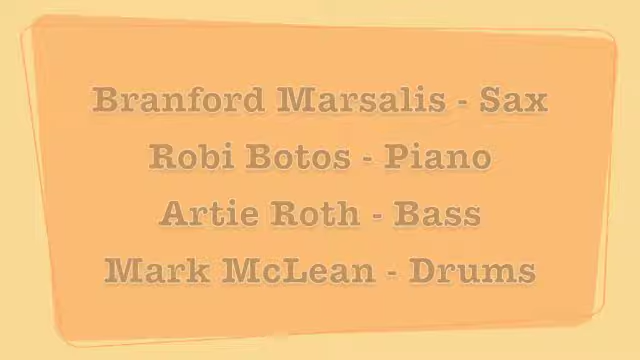 Branford Marsalis - Sax
Robi Botos - Piano
Artie Roth - Bass
Mark McLean - Drums